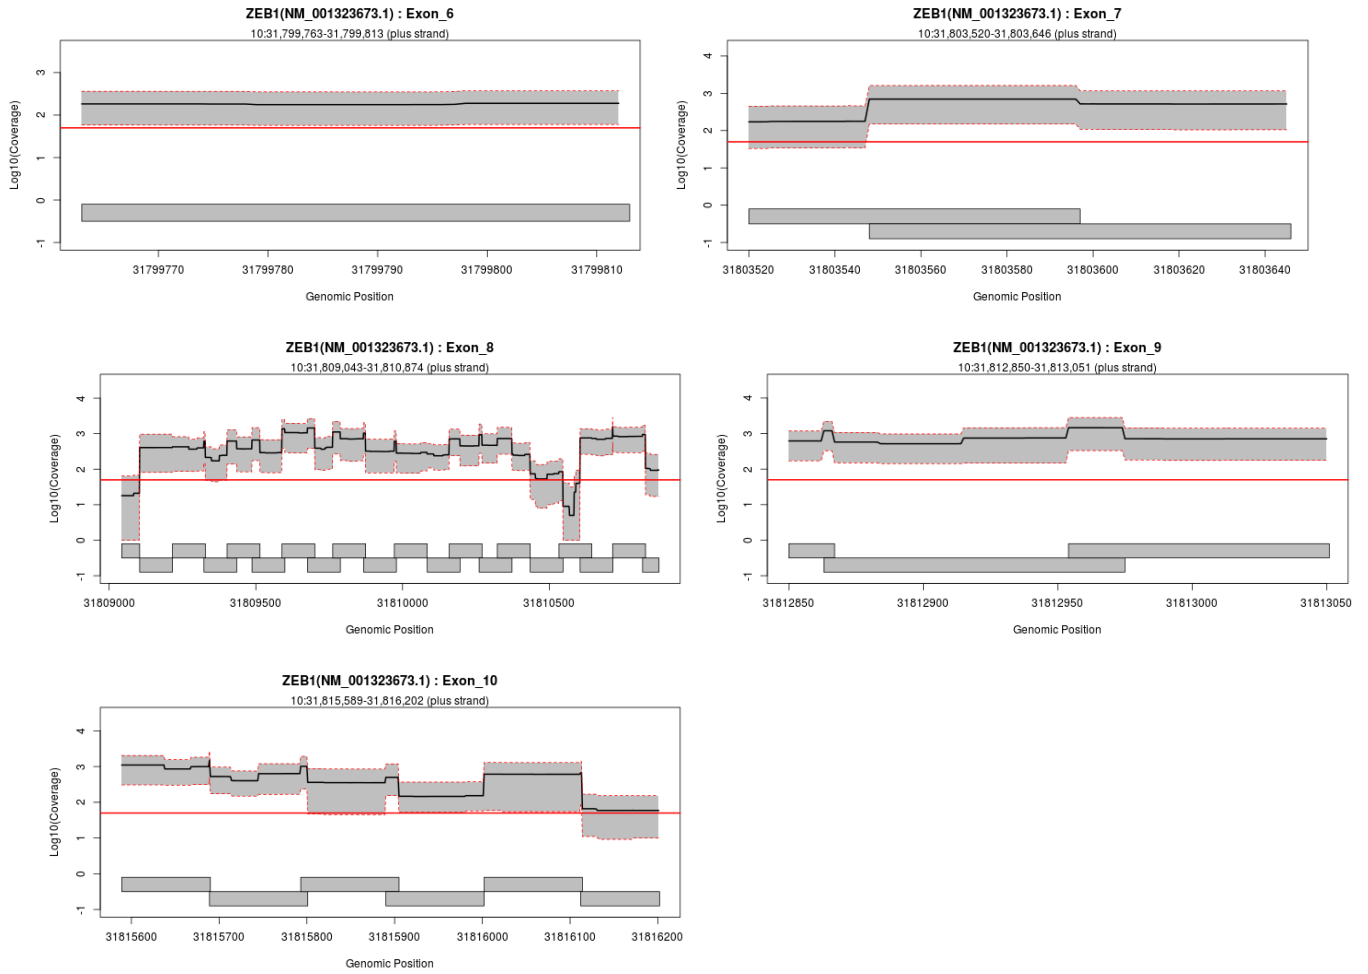 ZEB1(NM_001323673.1) : Exon_6
10:31,799,763-31,799,813 (plus strand)
Log10(Coverage)
3
2
1
0
-1
31799770 31799780 31799790 31799800 31799810
Genomic Position
ZEB1(NM_001323673.1) : Exon_7
10:31,803,520-31,803,646 (plus strand)
Log10(Coverage)
4
3
2
1
0
-1
31803520 31803540 31803560 31803580 31803600 31803620 31803640
Genomic Position
ZEB1(NM_001323673.1) : Exon_8
10:31,809,043-31,810,874 (plus strand)
Log10(Coverage)
4
3
2
1
0
-1
31809000 31809500 31810000 31810500
Genomic Position
ZEB1(NM_001323673.1) : Exon_9
10:31,812,850-31,813,051 (plus strand)
Log10(Coverage)
4
3
2
1
0
-1
31812850 31812900 31812950 31813000 31813050
Genomic Position
ZEB1(NM_001323673.1) : Exon_10
10:31,815,589-31,816,202 (plus strand)
Log10(Coverage)
4
3
2
1
0
-1
31815600 31815700 31815800 31815900 31816000 31816100 31816200
Genomic Position